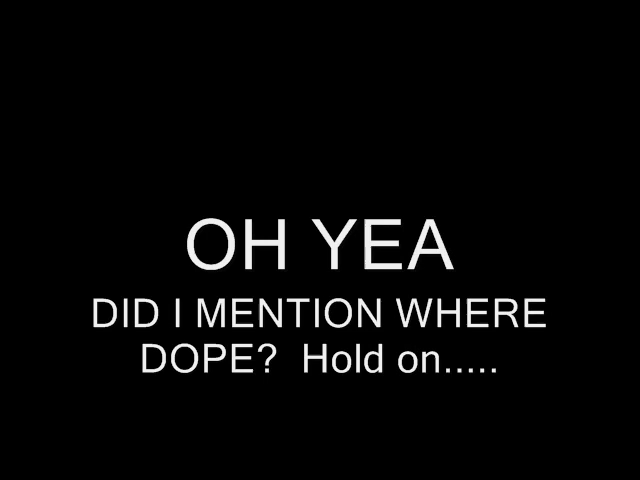 OH YEA
DID I MENTION WHERE
DOPE?  Hold on.....